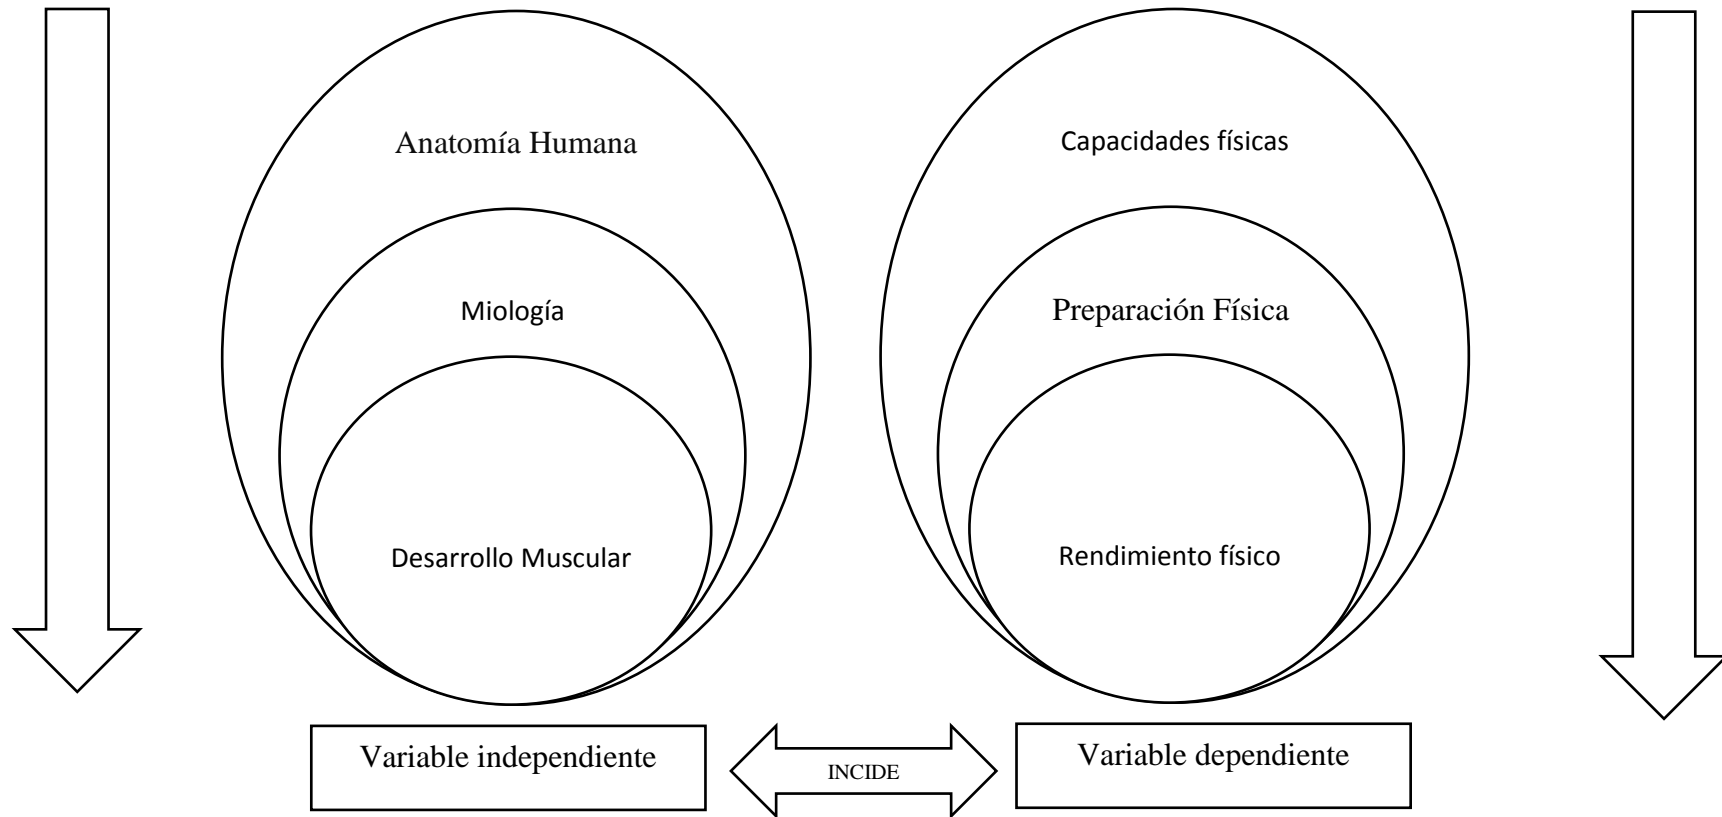 Anatomía Humana
Miología
Desarrollo Muscular
Capacidades físicas
Preparación Física
Rendimiento físico
Variable independiente
INCIDE
Variable dependiente